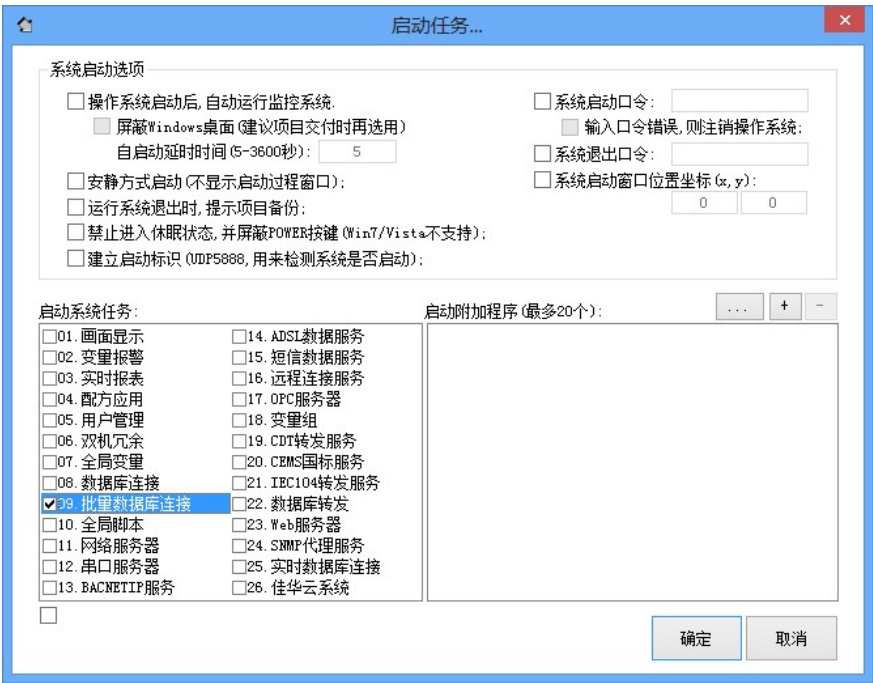 启动任务...
系统启动选项
操作系统启动后,自动运行监控系统.
屏蔽Windows桌面(建议项目交付时再选用)
自启动延时时间(5-3600秒): 5
安静方式启动(不显示启动过程窗口);
运行系统退出时,提示项目备份;
禁止进入休眠状态,并屏蔽POWER按键(Win7/Vista不支持);
建立启动标识(UDP5888,用来检测系统是否启动);
系统启动口令:
输入口令错误,则注销操作系统;
系统退出口令:
系统启动窗口位置坐标(x,y):
0 0
启动系统任务:
01.画面显示
02.变量报警
03.实时报表
04.配方应用
05.用户管理
06.双机冗余
07.全局变量
08.数据库连接
09.批量数据库连接
10.全局脚本
11.网络服务器
12.串口服务器
13.BACNETIP服务
14.ADSL数据服务
15.短信数据服务
16.远程连接服务
17.OPC服务器
18.变量组
19.CDT转发服务
20.CEMS国标服务
21.IEC104转发服务
22.数据库转发
23.Web服务器
24.SNMP代理服务
25.实时数据库连接
26.佳华云系统
启动附加程序(最多20个):
... + -
确定 取消